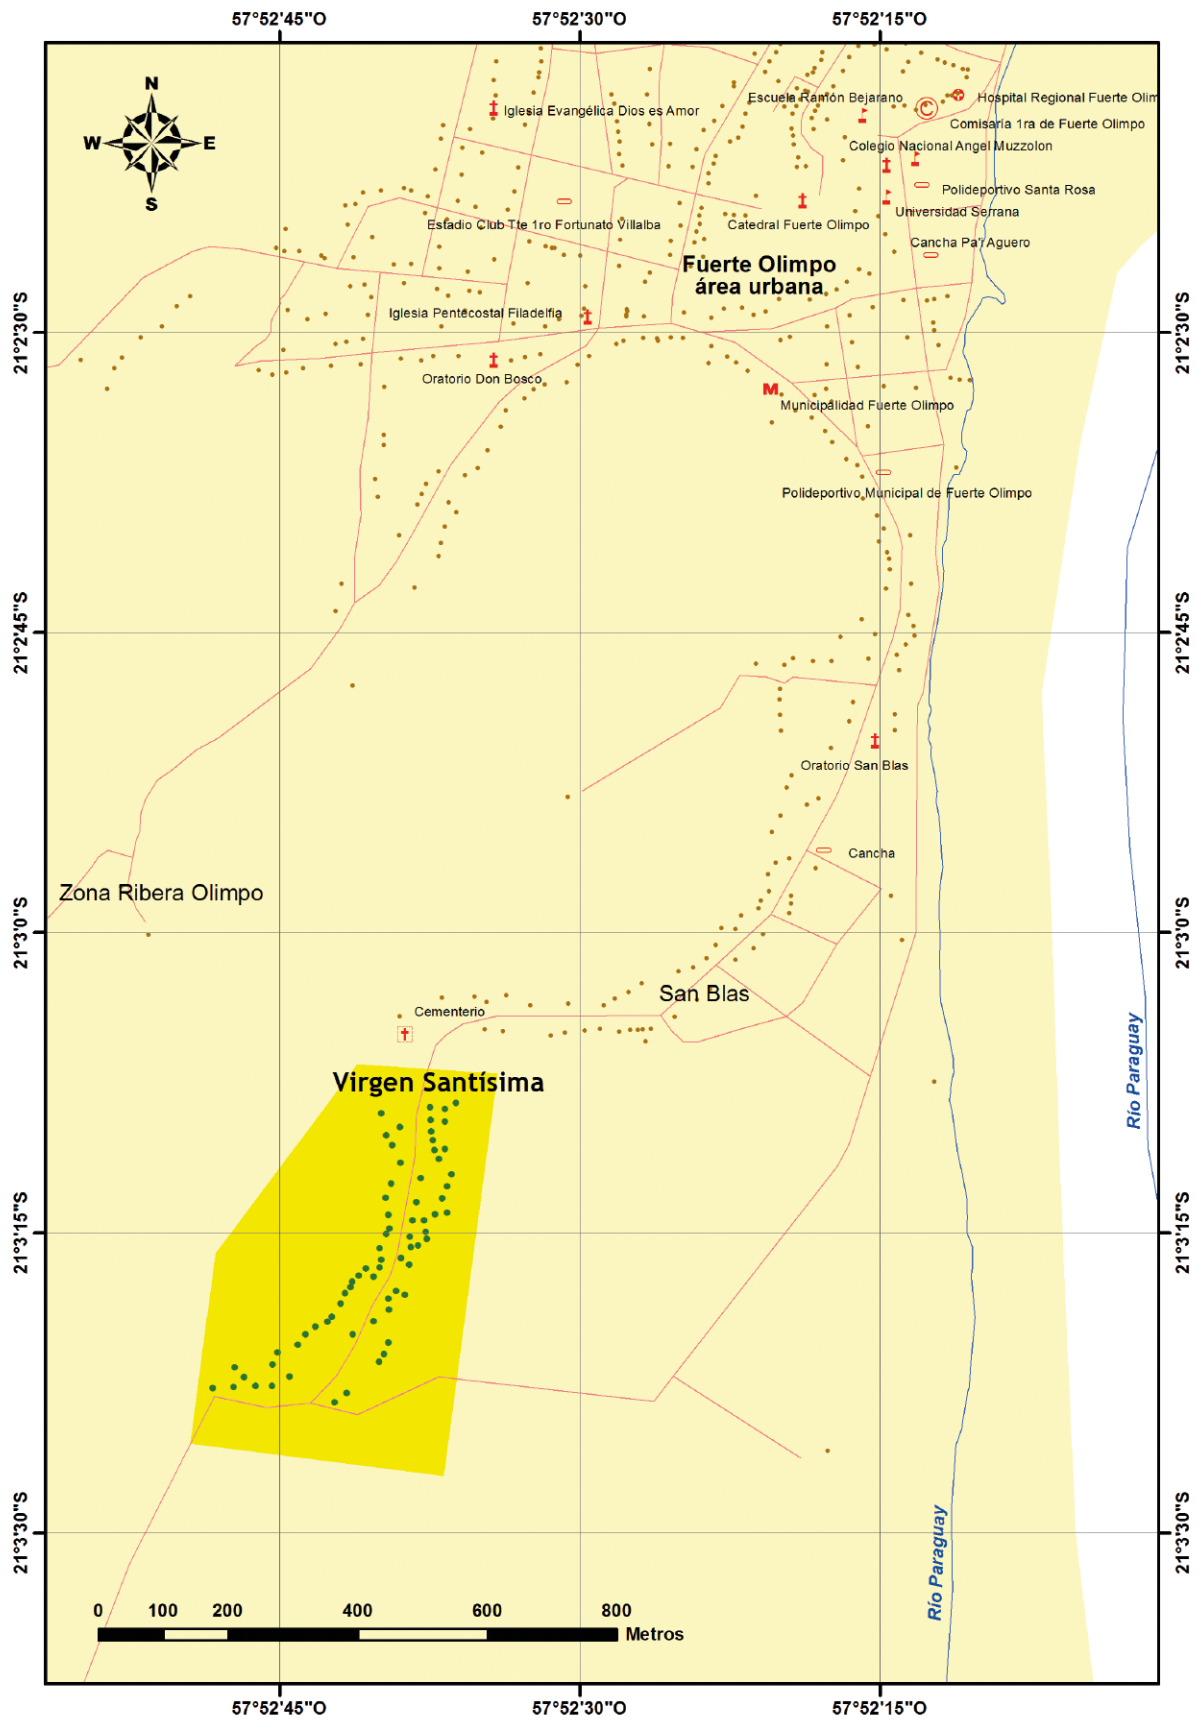 57°52'45"O
57°52'30"O
57°52'15"O
N
W
E
S
Iglesia Evangélica Dios es Amor
Escuela Ramón Bejarano
C
Hospital Regional Fuerte Olim
Comisaria 1ra de Fuerte Olimpo
Colegio Nacional Angel Muzzolon
Polideportivo Santa Rosa
Universidad Serrana
Estadio Club Tte 1ro Fortunato Villalba
Catedral Fuerte Olimpo
Cancha Pa'i Aguero
Fuerte Olimpo
área urbana
Iglesia Pentecostal Filadelfia
21°2'30"S
21°2'30"S
Oratorio Don Bosco
M
Municipalidad Fuerte Olimpo
Polideportivo Municipal de Fuerte Olimpo
21°2'45"S
21°2'45"S
Oratorio San Blas
Cancha
Zona Ribera Olimpo
21°3'0"S
21°3'0"S
San Blas
Cementerio
Río Paraguay
Virgen Santísima
21°3'15"S
21°3'15"S
21°3'30"S
21°3'30"S
Río Paraguay
0 100 200 400 600 800
Metros
57°52'45"O
57°52'30"O
57°52'15"O